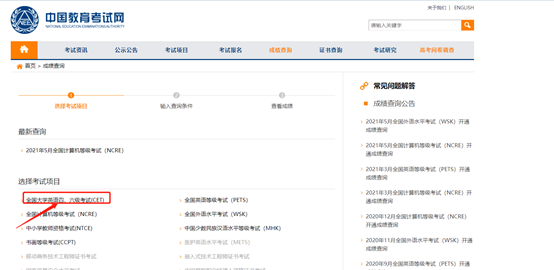 关于我们 | ENGLISH
中国教育考试网
NATIONAL EDUCATION EXAMINATIONS AUTHORITY
请输入关键字
考试资讯 公示公告 考试项目 考试报名 成绩查询 证书查询 考试研究
首页 > 成绩查询
1 2 3
选择考试项目 输入查询条件 查看成绩
最新查询
2021年5月全国计算机等级考试（NCRE）
选择考试项目
全国大学英语四、六级考试(CET) 全国英语等级考试（PETS）
全国计算机等级考试（NCRE） 全国外语水平考试（WSK）
中小学教师资格考试(NTCE) 中国少数民族汉语水平等级考试（MHK）
书画等级考试(CCPT) 医护英语水平考试（METS）
常见问题解答
成绩查询公告
2021年5月全国外语水平考试（WSK）开通
成绩查询
2021年5月全国计算机等级考试（NCRE）开
通成绩查询
2021年3月全国英语等级考试（PETS）开
通成绩查询
2021年3月全国计算机等级考试（NCRE）开
通成绩查询
2020年12月全国计算机等级考试（NCRE）
开通成绩查询
2020年11月全国外语水平考试（WSK）开
通成绩查询
2020年9月全国英语等级考试（PETS）开